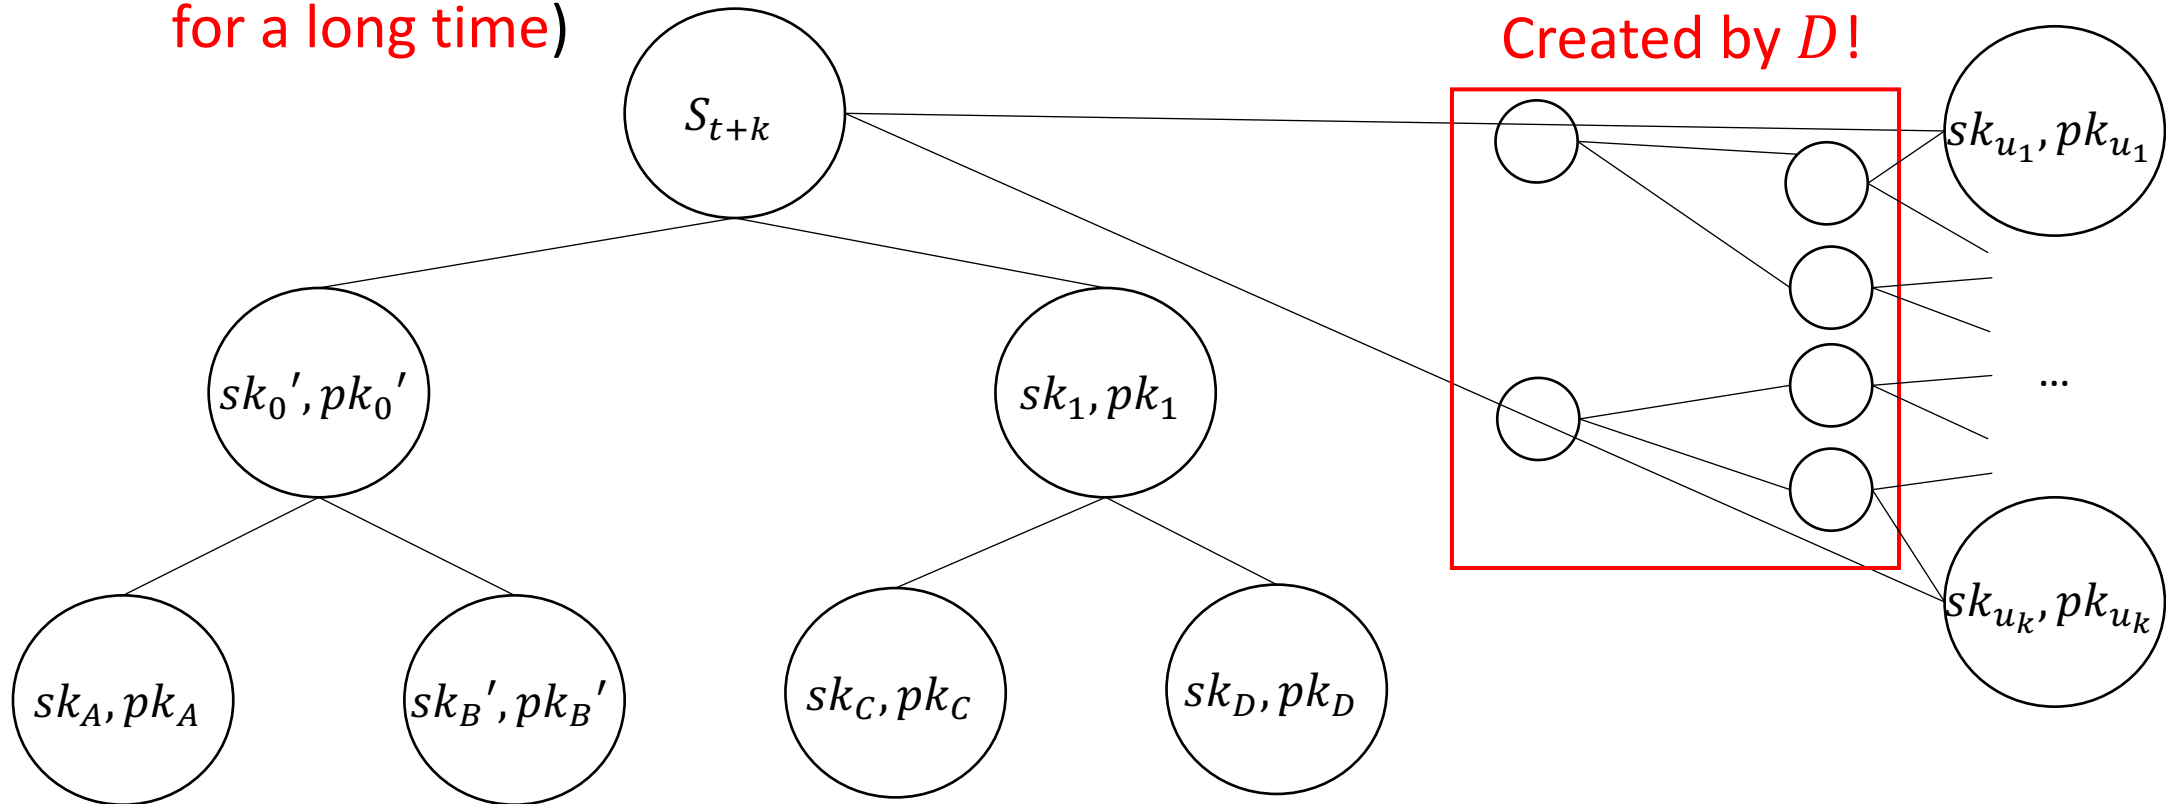 for a long time)
Created by D!
S_{t+k}
sk_{u_1}, pk_{u_1}
sk_0', pk_0'
sk_1, pk_1
...
sk_{u_k}, pk_{u_k}
sk_A, pk_A
sk_B', pk_B'
sk_C, pk_C
sk_D, pk_D